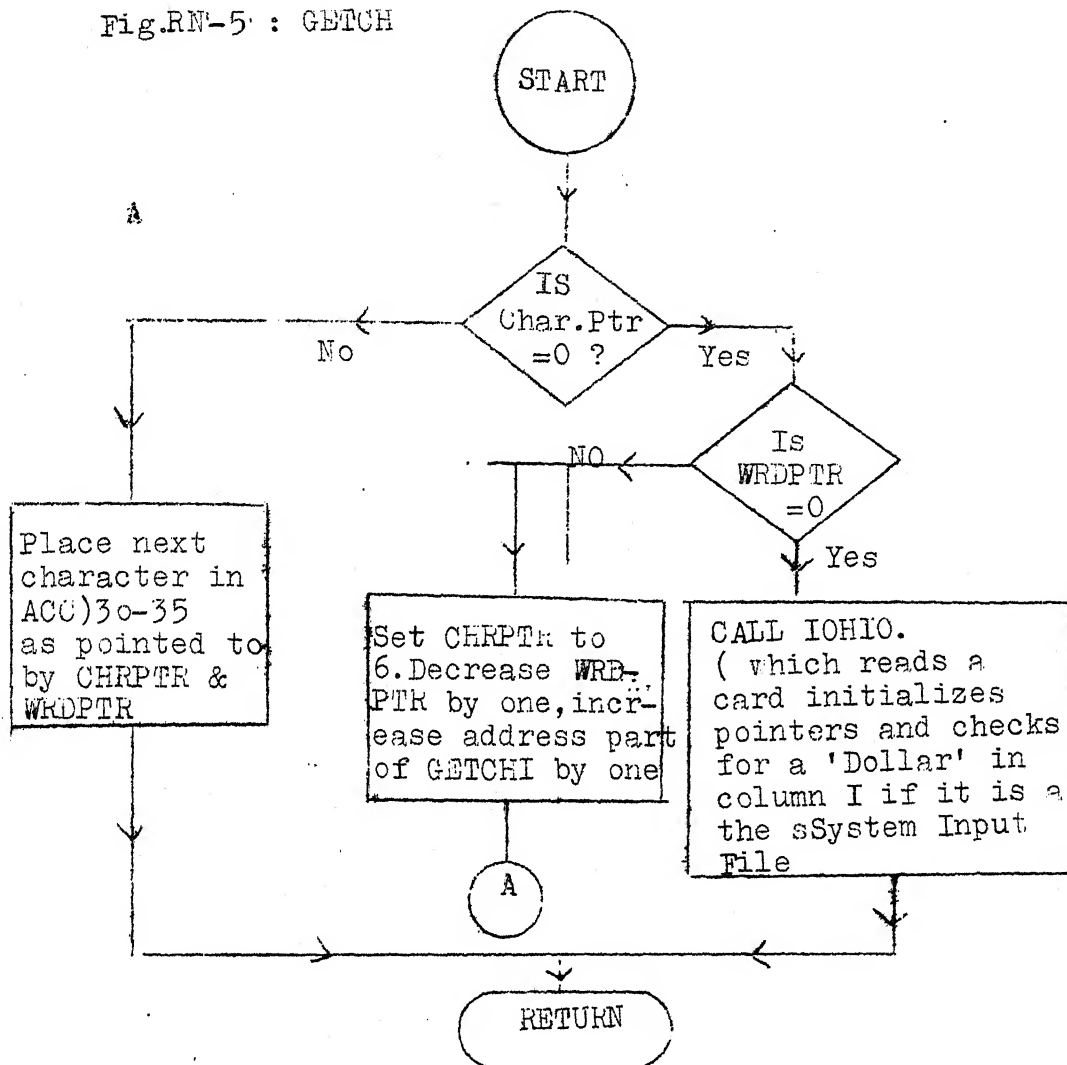 Fig.RN-5 : GETCH
START
A
IS
Char.Ptr
=0 ?
No
Yes
Is
WRDPTR
=0
NO
Yes
Place next
character in
ACC)30-35
as pointed to
by CHRPTR &
WRDPTR
Set CHRPTR to
6.Decrease WRD-
PTR by one,incr-
ease address part
of GETCHI by one
CALL IOH10.
( which reads a
card initializes
pointers and checks
for a 'Dollar' in
column I if it is a
the sSystem Input
File
A
RETURN